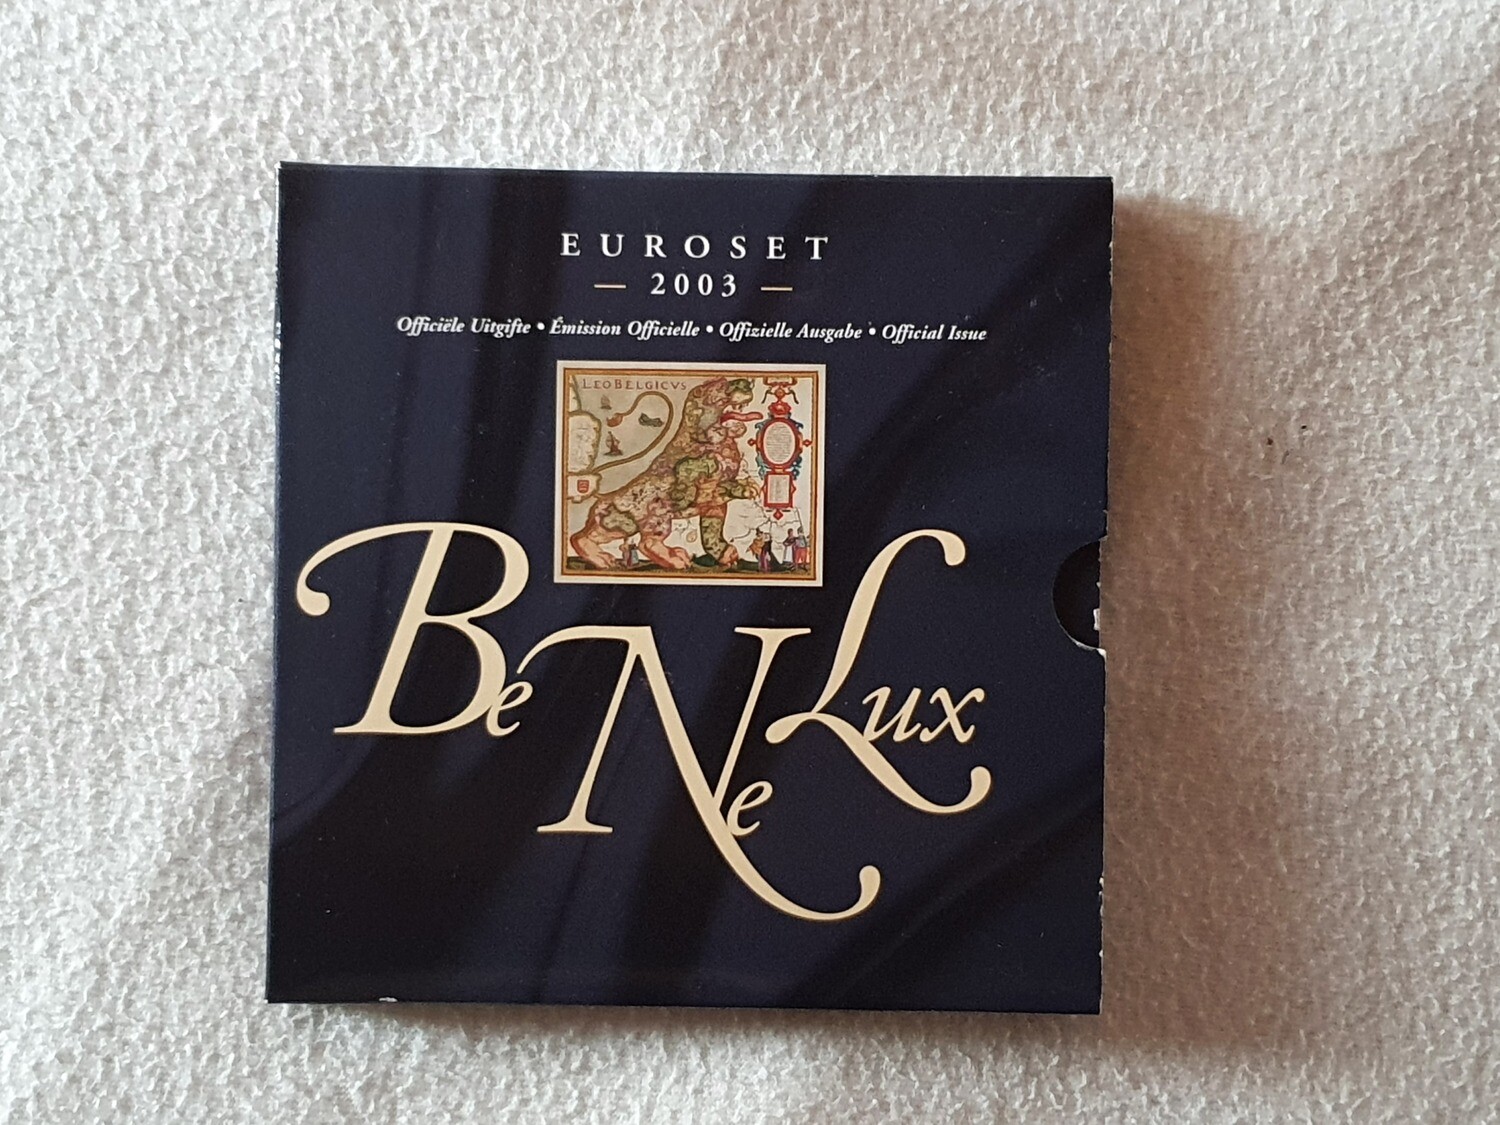 EUROSET
— 2003 —
Officiële Uitgifte • Émission Officielle • Offizielle Ausgabe • Official Issue
LEO BELGICVS
BeNeLux